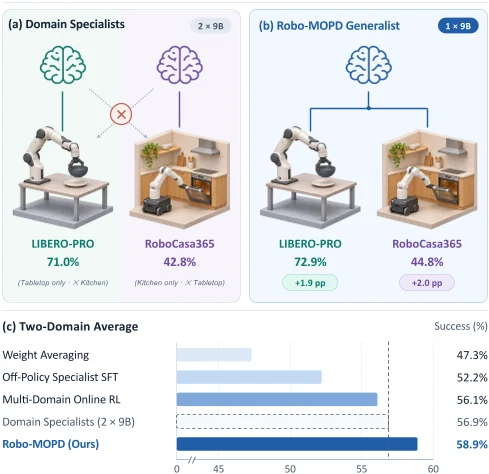 (a) Domain Specialists
2 × 9B
LIBERO-PRO
71.0%
(Tabletop only · × Kitchen)
RoboCasa365
42.8%
(Kitchen only · × Tabletop)
(b) Robo-MOPD Generalist
1 × 9B
LIBERO-PRO
72.9%
+1.9 pp
RoboCasa365
44.8%
+2.0 pp
(c) Two-Domain Average
Success (%)
Weight Averaging
47.3%
Off-Policy Specialist SFT
52.2%
Multi-Domain Online RL
56.1%
Domain Specialists (2 × 9B)
56.9%
Robo-MOPD (Ours)
58.9%
0 // 45 50 55 60